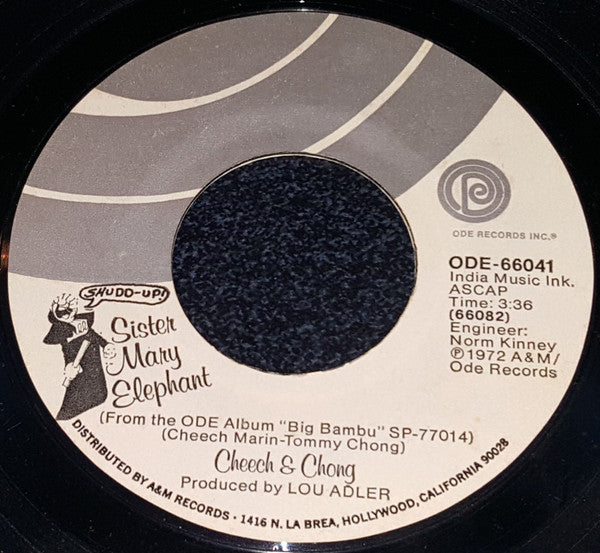 ODE RECORDS INC.®
ODE-66041
India Music Ink.
ASCAP
Time: 3:36
(66082)
Engineer:
Norm Kinney
℗1972 A&M/
Ode Records
SHUDD-UP!
Sister
Mary
Elephant
(From the ODE Album "Big Bambu" SP-77014)
(Cheech Marin-Tommy Chong)
Cheech & Chong
Produced by LOU ADLER
DISTRIBUTED BY A&M RECORDS · 1416 N. LA BREA, HOLLYWOOD, CALIFORNIA 90028